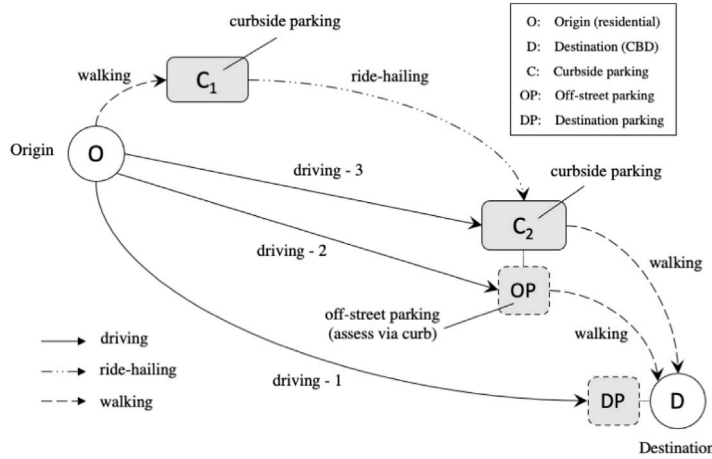 curbside parking
walking
C1
ride-hailing
O: Origin (residential)
D: Destination (CBD)
C: Curbside parking
OP: Off-street parking
DP: Destination parking
Origin
O
driving - 3
curbside parking
C2
driving - 2
walking
OP
off-street parking
(assess via curb)
walking
driving
ride-hailing
walking
driving - 1
DP
D
Destination